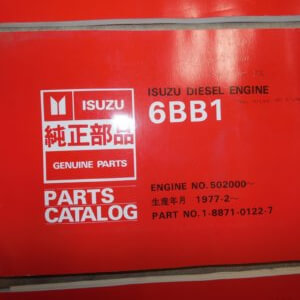 ISUZU
純正部品
GENUINE PARTS
PARTS
CATALOG
ISUZU DIESEL ENGINE
6BB1
ENGINE NO. 502000～
生産年月 1977-2～
PART NO. 1-8871-0122-7